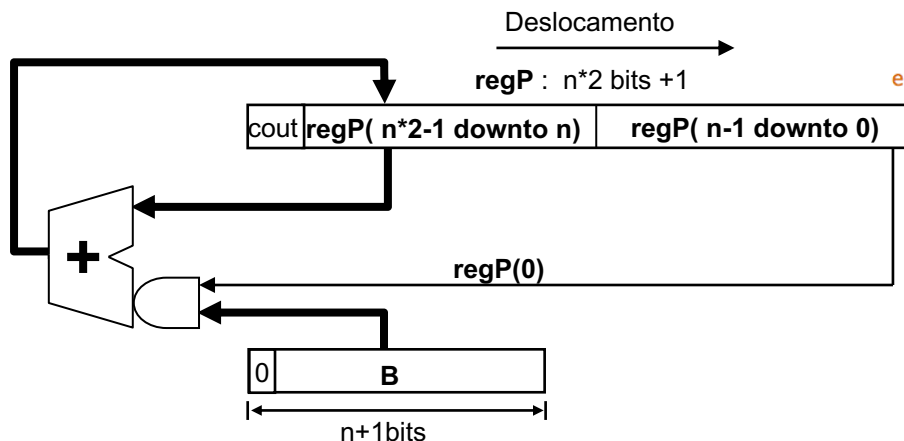 Deslocamento
regP : n*2 bits +1
e
cout regP( n*2-1 downto n) regP( n-1 downto 0)
+
regP(0)
0 B
n+1bits